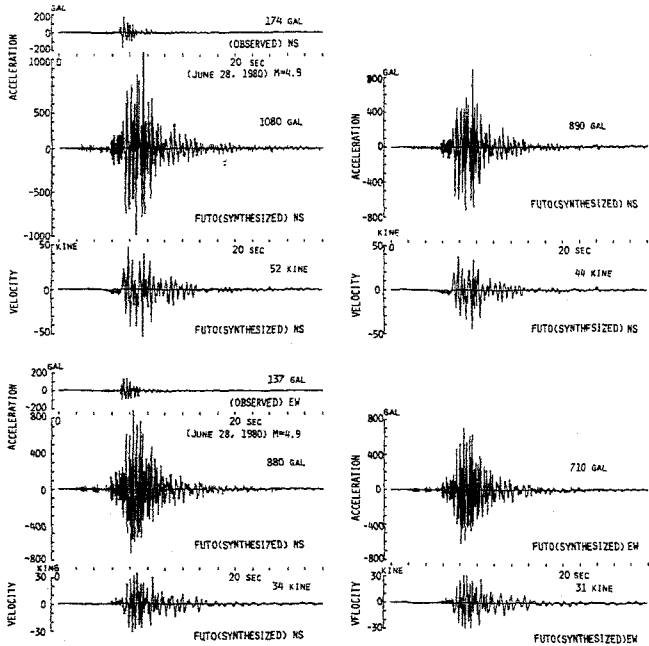 GAL
200
0
-200
174 GAL
(OBSERVED) NS
ACCELERATION
0
20 SEC
1000
500
0
-500
-1000
(JUNE 28, 1980) M=4.9
1080 GAL
FUTO(SYNTHESIZED) NS
KINE
20 SEC
VELOCITY
50
0
-50
52 KINE
FUTO(SYNTHESIZED) NS
GAL
800
400
0
-400
-800
ACCELERATION
890 GAL
FUTO(SYNTHESIZED) NS
KINE
0
20 SEC
VELOCITY
50
0
-50
44 KINE
FUTO(SYNTHESIZED) NS
200
0
-200
137 GAL
(OBSERVED) EW
ACCELERATION
20 SEC
800
400
0
-400
-800
(JUNE 28, 1980) M=4.9
880 GAL
FUTO(SYNTHESIZED) NS
KINE
0
20 SEC
VELOCITY
30
0
-30
34 KINE
FUTO(SYNTHESIZED) NS
GAL
800
400
0
-400
-800
ACCELERATION
710 GAL
FUTO(SYNTHESIZED) EW
KINE
20 SEC
VELOCITY
30
0
-30
31 KINE
FUTO(SYNTHESIZED)EW